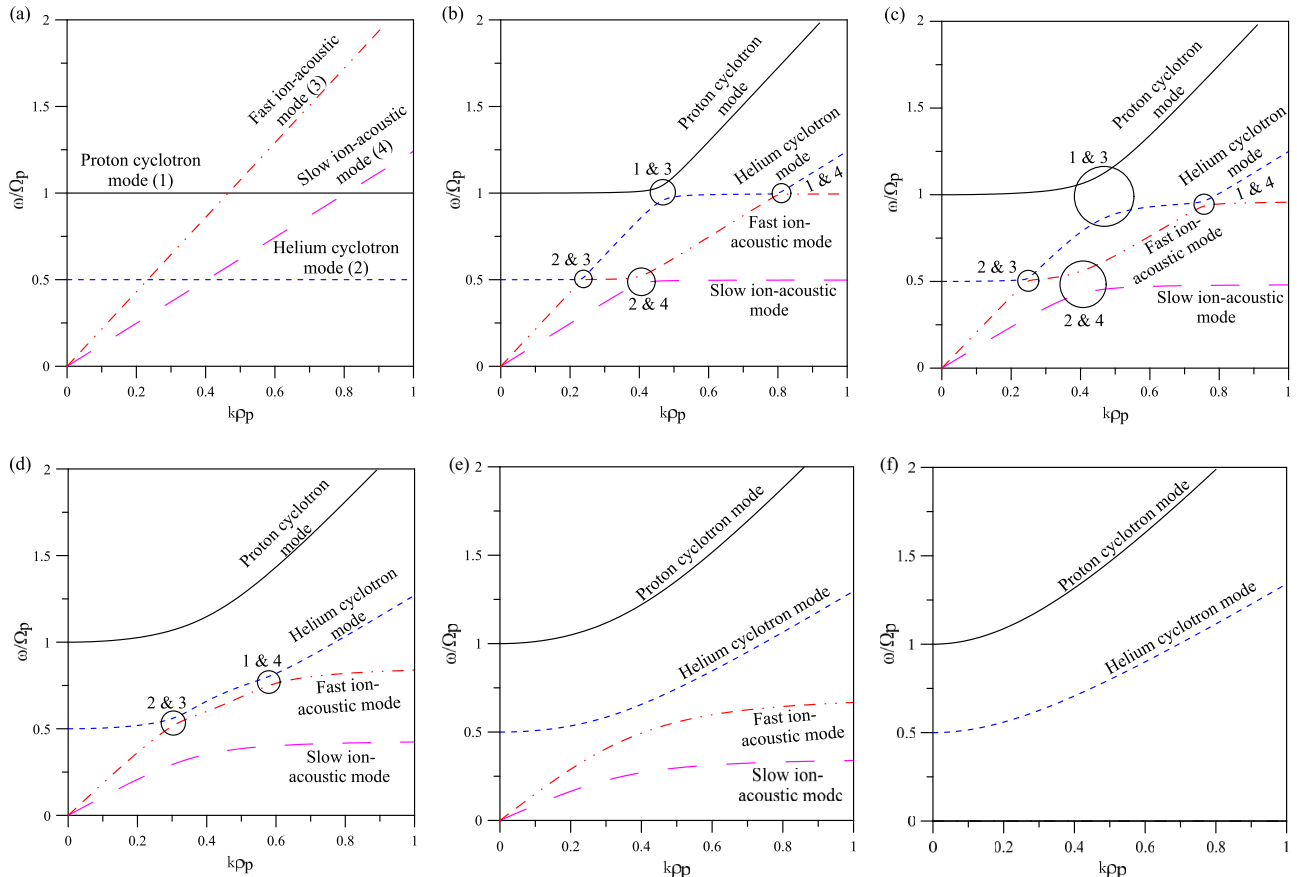 (a)
2
1.5
1
0.5
0
ω/Ωp
0
0.2
0.4
0.6
0.8
1
kρp
Fast ion-acoustic
mode (3)
Slow ion-acoustic
mode (4)
Proton cyclotron
mode (1)
Helium cyclotron
mode (2)
(b)
2
1.5
1
0.5
0
ω/Ωp
0
0.2
0.4
0.6
0.8
1
kρp
Proton cyclotron
mode
1 & 3
Helium cyclotron
mode
1 & 4
Fast ion-
acoustic mode
2 & 3
2 & 4
Slow ion-acoustic
mode
(c)
2
1.5
1
0.5
0
ω/Ωp
0
0.2
0.4
0.6
0.8
1
kρp
Proton cyclotron
mode
1 & 3
Helium cyclotron
mode
1 & 4
Fast ion-
acoustic mode
2 & 3
2 & 4
Slow ion-acoustic
mode
(d)
2
1.5
1
0.5
0
ω/Ωp
0
0.2
0.4
0.6
0.8
1
kρp
Proton cyclotron
mode
Helium cyclotron
mode
1 & 4
2 & 3
Fast ion-
acoustic mode
Slow ion-
acoustic mode
(e)
2
1.5
1
0.5
0
ω/Ωp
0
0.2
0.4
0.6
0.8
1
kρp
Proton cyclotron mode
Helium cyclotron mode
Fast ion-
acoustic mode
Slow ion-
acoustic mode
(f)
2
1.5
1
0.5
0
ω/Ωp
0
0.2
0.4
0.6
0.8
1
kρp
Proton cyclotron mode
Helium cyclotron mode